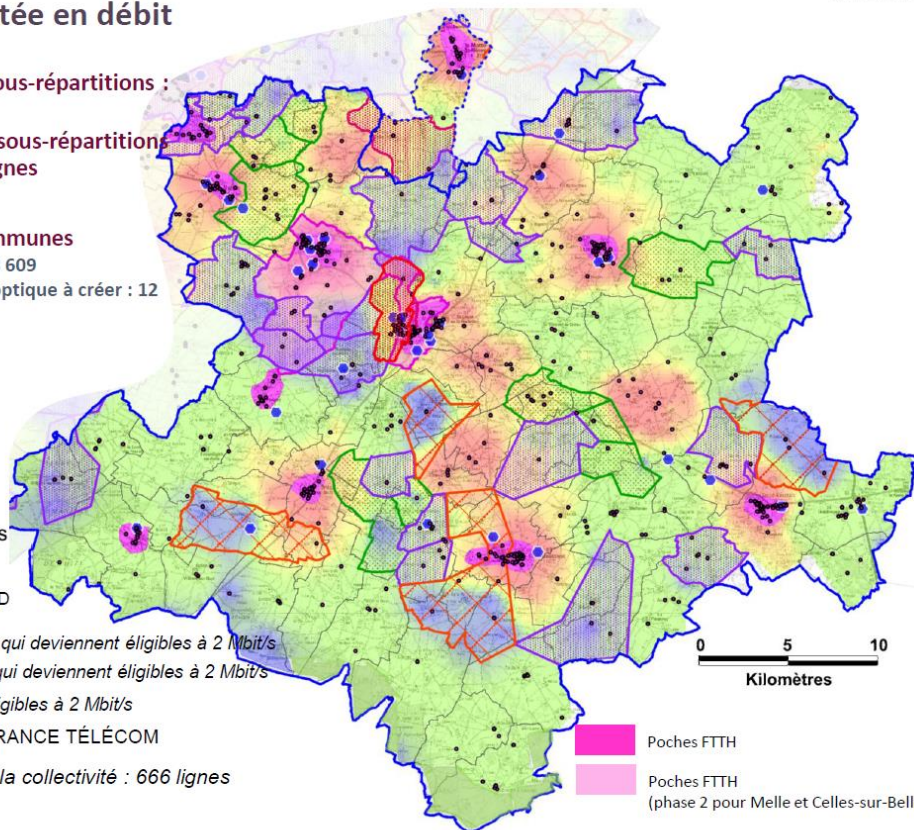 tée en débit
ous-répartitions :
sous-répartitions
gnes
mmunes
609
optique à créer : 12
s
D
qui deviennent éligibles à 2 Mbit/s
qui deviennent éligibles à 2 Mbit/s
igibles à 2 Mbit/s
RANCE TÉLÉCOM
la collectivité : 666 lignes
0 5 10
Kilomètres
Poches FTTH
Poches FTTH
(phase 2 pour Melle et Celles-sur-Bell